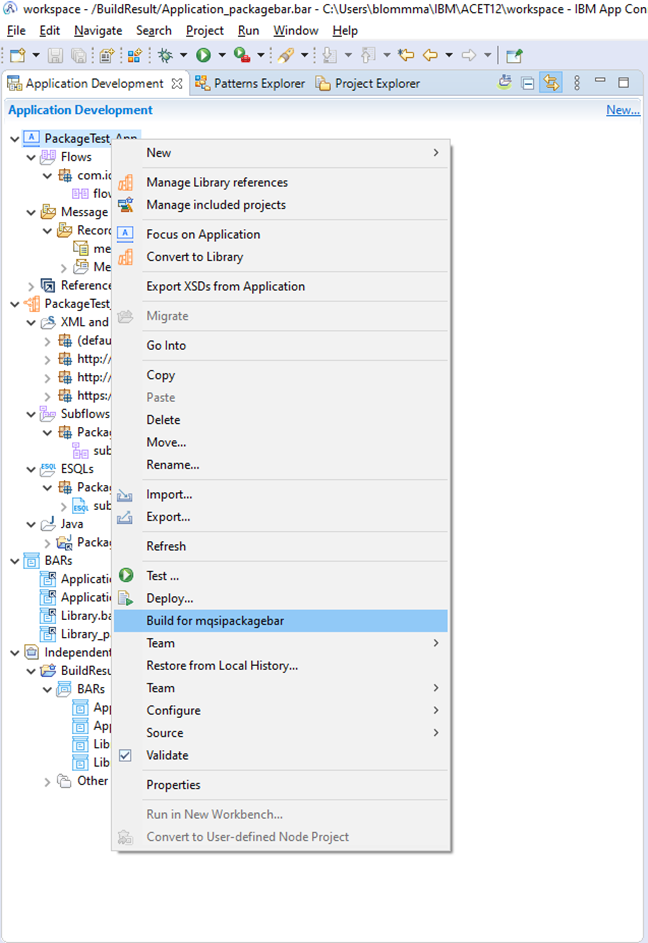 workspace - /BuildResult/Application_packagebar.bar - C:\Users\blommma\IBM\ACET12\workspace - IBM App Con
File Edit Navigate Search Project Run Window Help
Application Development Patterns Explorer Project Explorer
Application Development New...
PackageTest_App
Flows
com.ic
flow
Message
Recor
me
Me
Reference
PackageTest_
XML and
(defau
http://
http://
https:/
Subflows
Packag
sub
ESQLs
Packag
sub
Java
Packag
BARs
Applicatio
Applicatio
Library.ba
Library_pa
Independent
BuildResu
BARs
App
App
Lib
Lib
Other
New
Manage Library references
Manage included projects
Focus on Application
Convert to Library
Export XSDs from Application
Migrate
Go Into
Copy
Paste
Delete
Move...
Rename...
Import...
Export...
Refresh
Test ...
Deploy...
Build for mqsipackagebar
Team
Restore from Local History...
Team
Configure
Source
Validate
Properties
Run in New Workbench...
Convert to User-defined Node Project